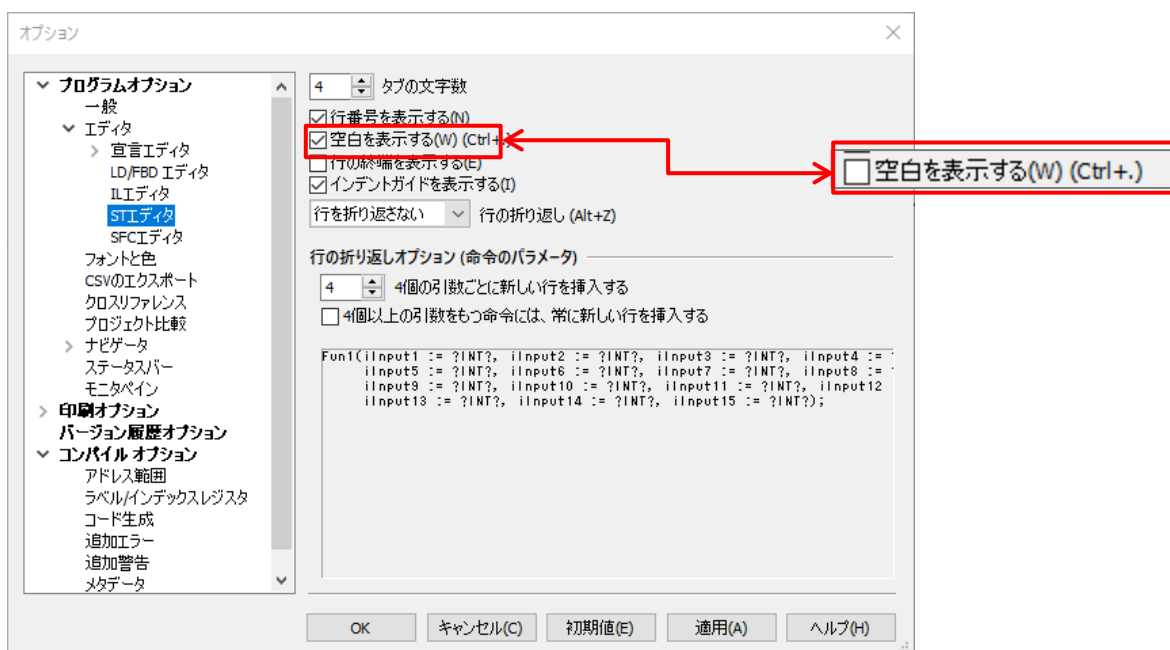 オプション
プログラムオプション
一般
エディタ
宣言エディタ
LD/FBD エディタ
ILエディタ
STエディタ
SFCエディタ
フォントと色
CSVのエクスポート
クロスリファレンス
プロジェクト比較
ナビゲータ
ステータスバー
モニタペイン
印刷オプション
バージョン履歴オプション
コンパイル オプション
アドレス範囲
ラベル/インデックスレジスタ
コード生成
追加エラー
追加警告
メタデータ
4 タブの文字数
行番号を表示する(N)
空白を表示する(W) (Ctrl+.)
行の終端を表示する(E)
インデントガイドを表示する(I)
行を折り返さない 行の折り返し (Alt+Z)
行の折り返しオプション (命令のパラメータ)
4 4個の引数ごとに新しい行を挿入する
4個以上の引数をもつ命令には、常に新しい行を挿入する
Fun1(iInput1 := ?INT?, iInput2 := ?INT?, iInput3 := ?INT?, iInput4 :=
iInput5 := ?INT?, iInput6 := ?INT?, iInput7 := ?INT?, iInput8 :=
iInput9 := ?INT?, iInput10 := ?INT?, iInput11 := ?INT?, iInput12
iInput13 := ?INT?, iInput14 := ?INT?, iInput15 := ?INT?);
OK キャンセル(C) 初期値(E) 適用(A) ヘルプ(H)
空白を表示する(W) (Ctrl+.)